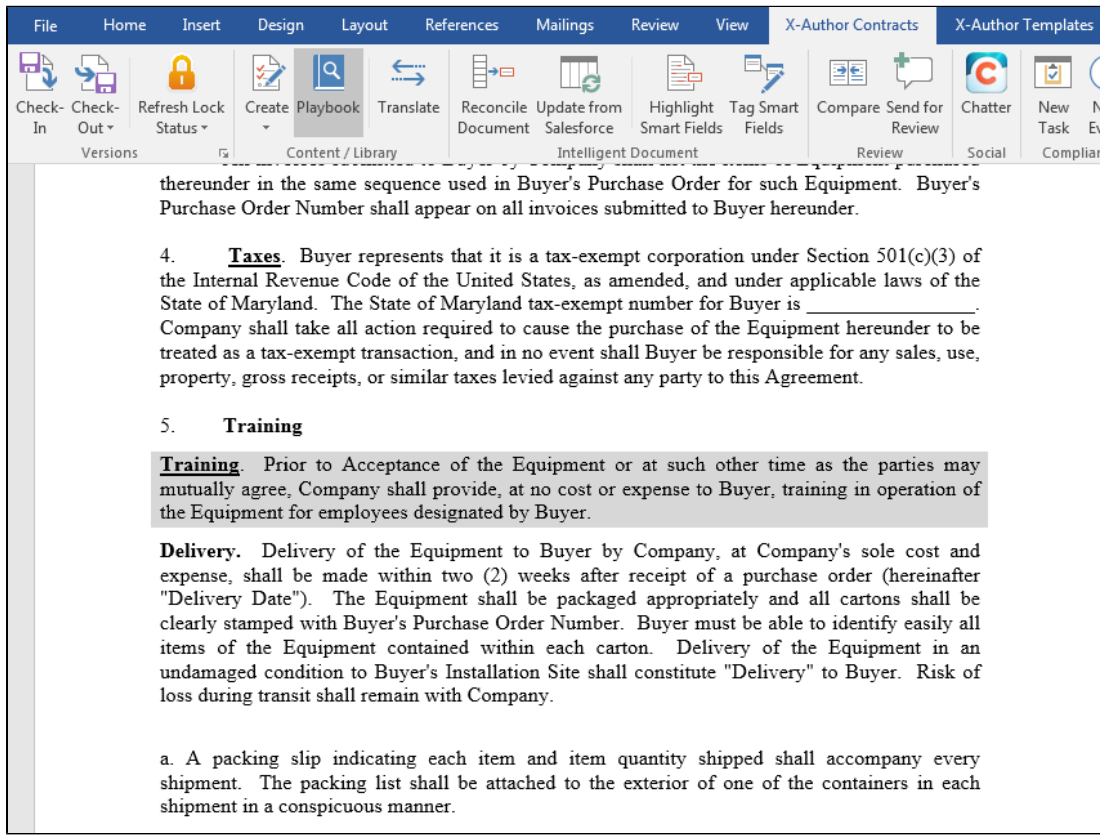 File Home Insert Design Layout References Mailings Review View X-Author Contracts X-Author Templates
Check-In Check-Out Refresh Lock Status Create Playbook Translate Reconcile Document Update from Salesforce Highlight Smart Fields Tag Smart Fields Compare Send for Review Chatter New Task
Versions Content / Library Intelligent Document Review Social
thereunder in the same sequence used in Buyer's Purchase Order for such Equipment. Buyer's
Purchase Order Number shall appear on all invoices submitted to Buyer hereunder.
4. Taxes. Buyer represents that it is a tax-exempt corporation under Section 501(c)(3) of
the Internal Revenue Code of the United States, as amended, and under applicable laws of the
State of Maryland. The State of Maryland tax-exempt number for Buyer is _________________.
Company shall take all action required to cause the purchase of the Equipment hereunder to be
treated as a tax-exempt transaction, and in no event shall Buyer be responsible for any sales, use,
property, gross receipts, or similar taxes levied against any party to this Agreement.
5. Training
Training. Prior to Acceptance of the Equipment or at such other time as the parties may
mutually agree, Company shall provide, at no cost or expense to Buyer, training in operation of
the Equipment for employees designated by Buyer.
Delivery. Delivery of the Equipment to Buyer by Company, at Company's sole cost and
expense, shall be made within two (2) weeks after receipt of a purchase order (hereinafter
"Delivery Date"). The Equipment shall be packaged appropriately and all cartons shall be
clearly stamped with Buyer's Purchase Order Number. Buyer must be able to identify easily all
items of the Equipment contained within each carton. Delivery of the Equipment in an
undamaged condition to Buyer's Installation Site shall constitute "Delivery" to Buyer. Risk of
loss during transit shall remain with Company.
a. A packing slip indicating each item and item quantity shipped shall accompany every
shipment. The packing list shall be attached to the exterior of one of the containers in each
shipment in a conspicuous manner.